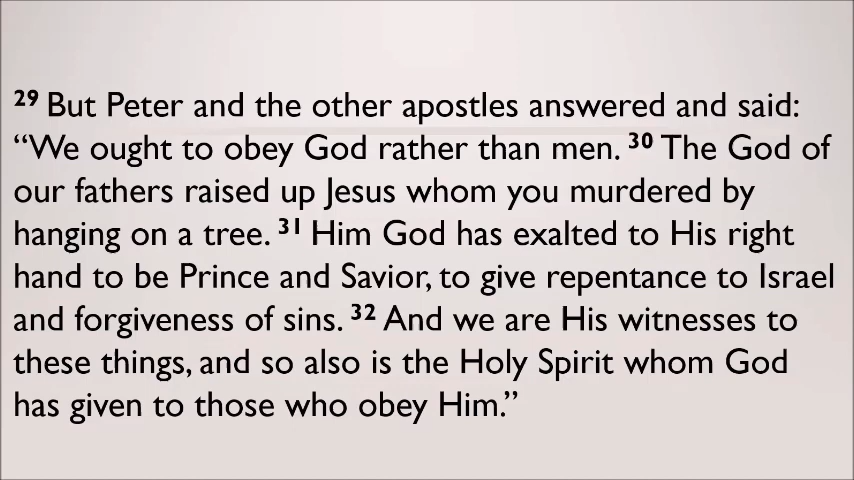 29 But Peter and the other apostles answered and said:
“We ought to obey God rather than men. 30 The God of
our fathers raised up Jesus whom you murdered by
hanging on a tree. 31 Him God has exalted to His right
hand to be Prince and Savior, to give repentance to Israel
and forgiveness of sins. 32 And we are His witnesses to
these things, and so also is the Holy Spirit whom God
has given to those who obey Him.”